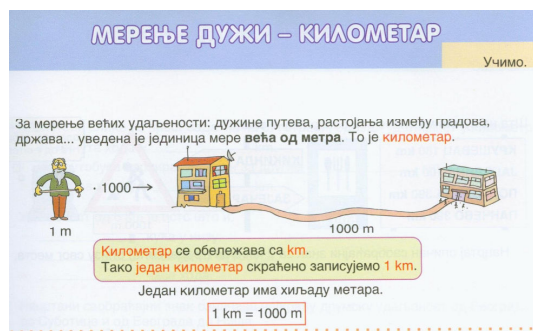 МЕРЕЊЕ ДУЖИ – КИЛОМЕТАР
Учимо.
За мерење већих удаљености: дужине путева, растојања између градова,
држава... уведена је јединица мере већа од метра. То је километар.
· 1000
1 m
1000 m
Километар се обележава са km.
Тако један километар скраћено записујемо 1 km.
Један километар има хиљаду метара.
1 km = 1000 m